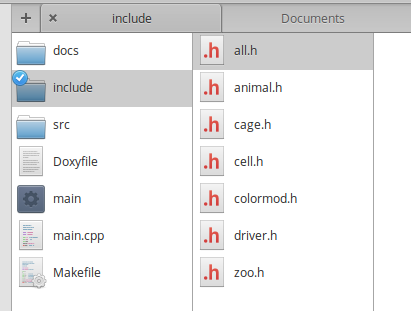 + × include Documents
docs
include
src
Doxyfile
main
main.cpp
Makefile
.h all.h
.h animal.h
.h cage.h
.h cell.h
.h colormod.h
.h driver.h
.h zoo.h